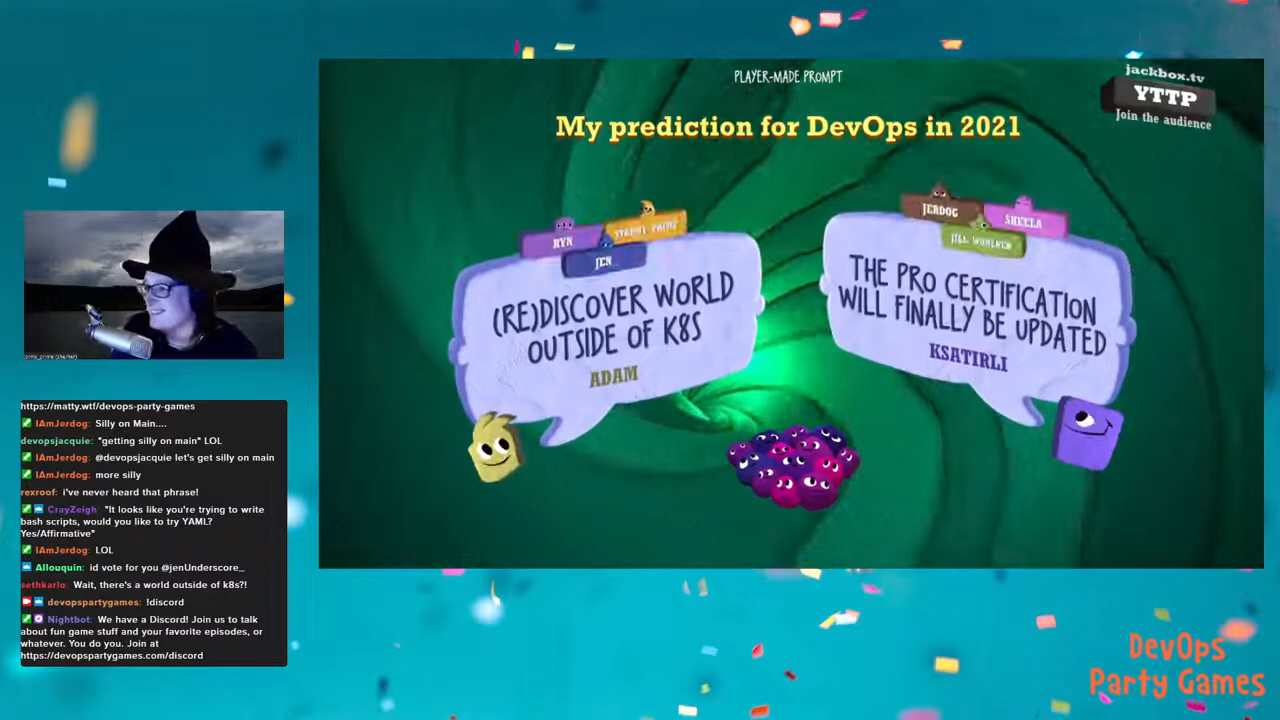 PLAYER-MADE PROMPT
jackbox.tv
YTTP
Join the audience
My prediction for DevOps in 2021
RYN
JEN
(RE)DISCOVER WORLD
OUTSIDE OF K8S
ADAM
JERDOG
SHEELA
THE PRO CERTIFICATION
WILL FINALLY BE UPDATED
KSATIRLI
https://matty.wtf/devops-party-games
IAmJerdog: Silly on Main....
devopsjacquie: "getting silly on main" LOL
IAmJerdog: @devopsjacquie let's get silly on main
IAmJerdog: more silly
rexroof: i've never heard that phrase!
CrayZeigh: "It looks like you're trying to write
bash scripts, would you like to try YAML?
Yes/Affirmative"
IAmJerdog: LOL
Allouquin: id vote for you @jenUnderscore_
sethkarlo: Wait, there's a world outside of k8s?!
devopspartygames: !discord
Nightbot: We have a Discord! Join us to talk
about fun game stuff and your favorite episodes, or
whatever. You do you. Join at
https://devopspartygames.com/discord
DevOps
Party Games